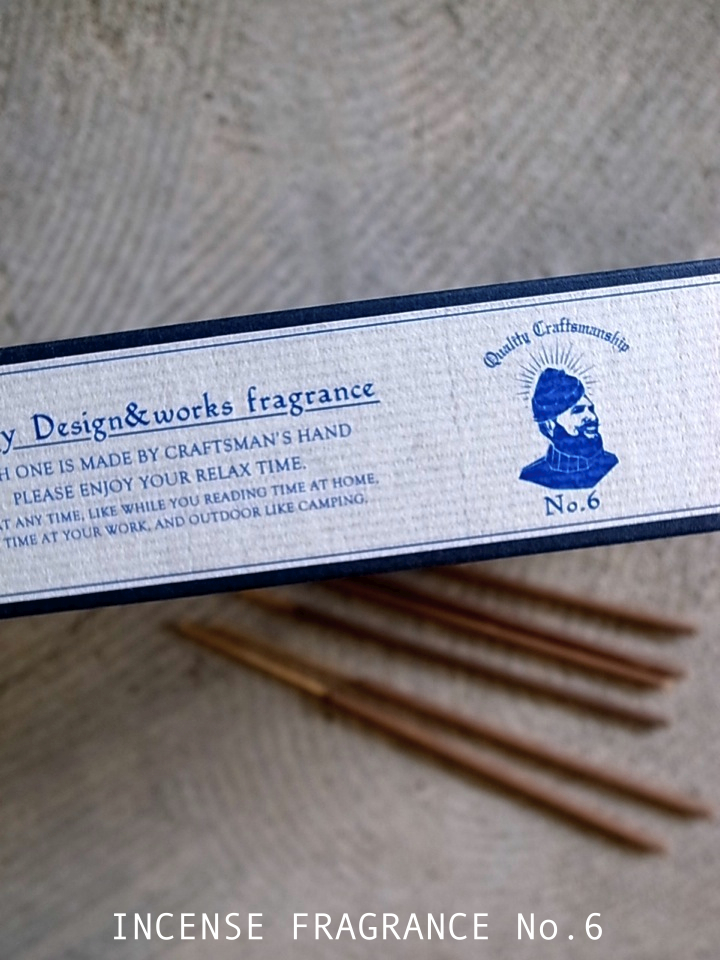 y Design&works fragrance
H ONE IS MADE BY CRAFTSMAN'S HAND
PLEASE ENJOY YOUR RELAX TIME.
AT ANY TIME, LIKE WHILE YOU READING TIME AT HOME,
TIME AT YOUR WORK, AND OUTDOOR LIKE CAMPING.
Quality Craftsmanship
No.6
INCENSE FRAGRANCE No.6